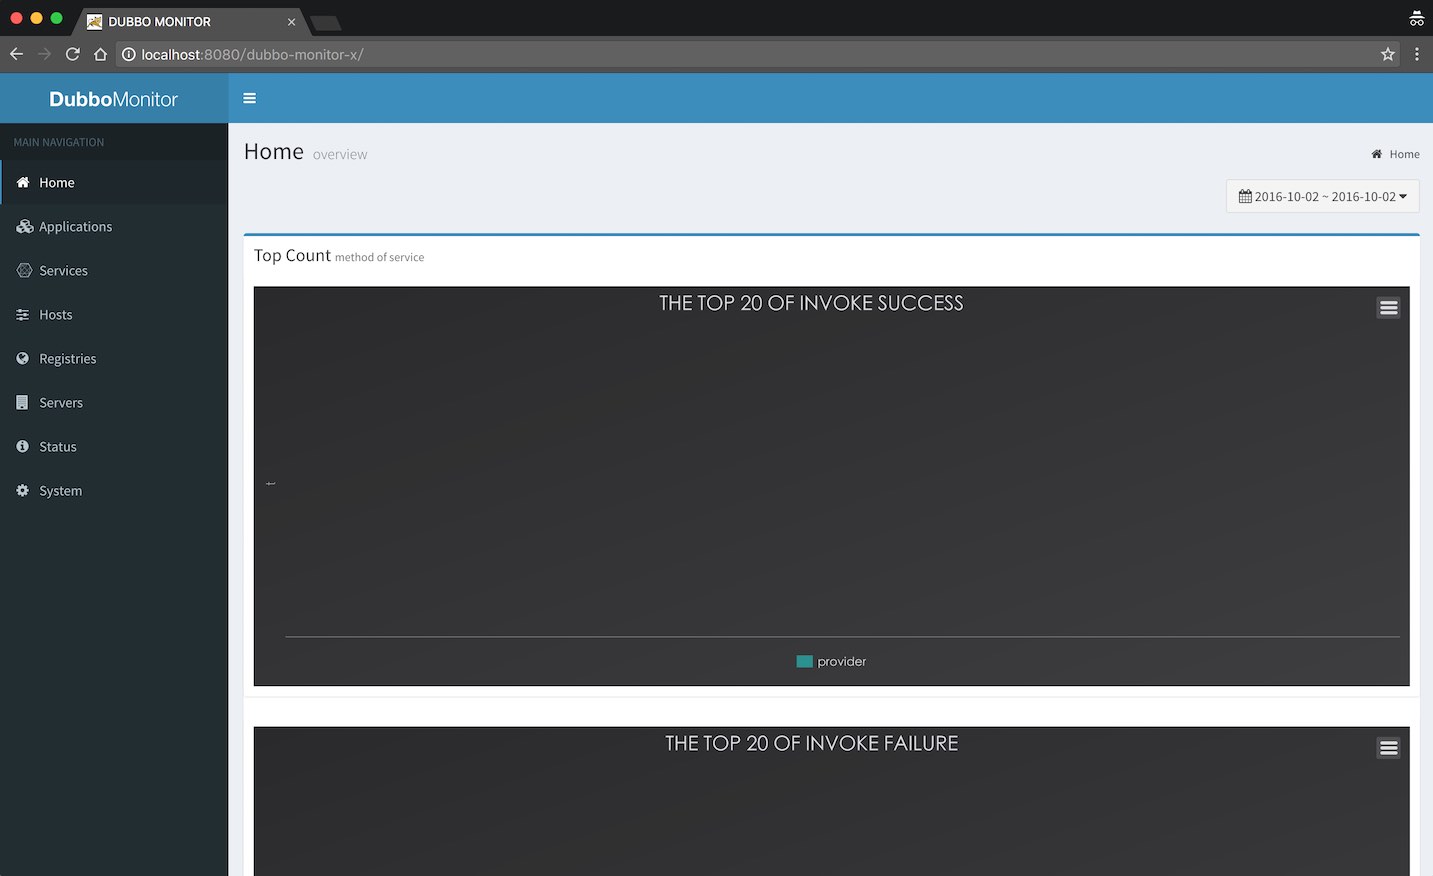 DUBBO MONITOR
localhost:8080/dubbo-monitor-x/
DubboMonitor
MAIN NAVIGATION
Home
Applications
Services
Hosts
Registries
Servers
Status
System
Home overview
Home
2016-10-02 ~ 2016-10-02
Top Count method of service
THE TOP 20 OF INVOKE SUCCESS
t
provider
THE TOP 20 OF INVOKE FAILURE